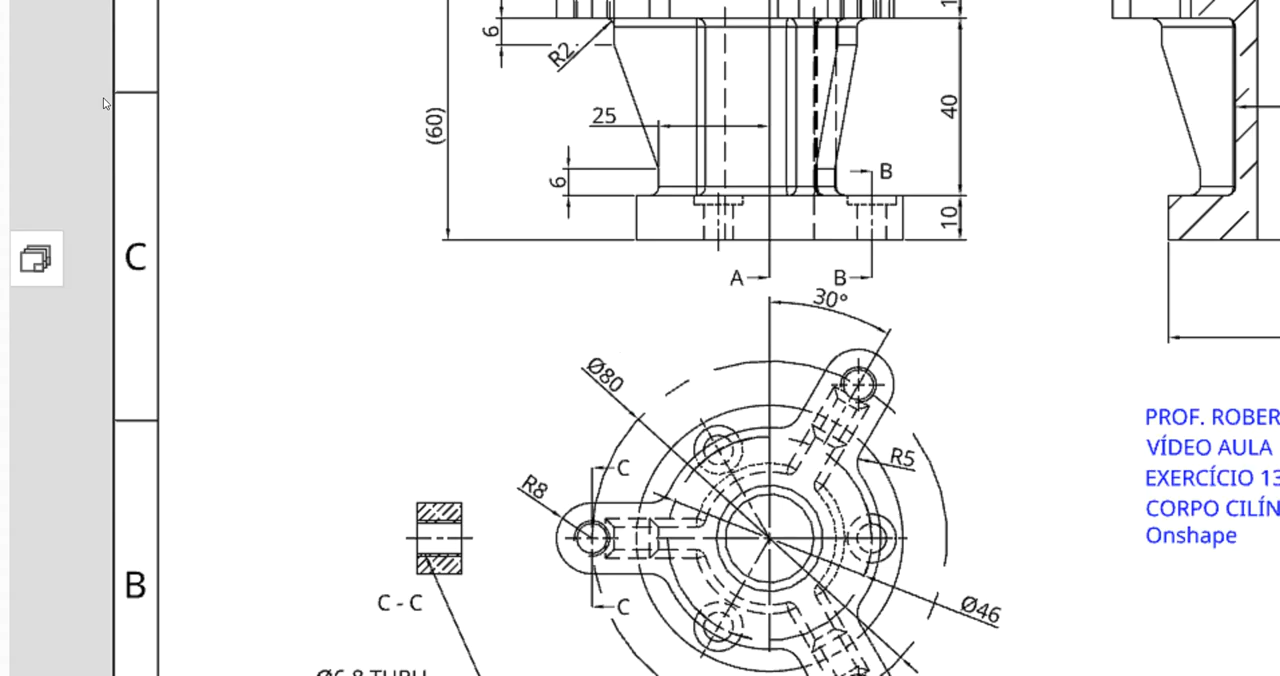 6
R2
1
(60)
25
40
6
B
10
A
B
30°
C
Ø80
R8
C
R5
C
Ø46
B
C - C
PROF. ROBER
VÍDEO AULA
EXERCÍCIO 13
CORPO CILÍN
Onshape